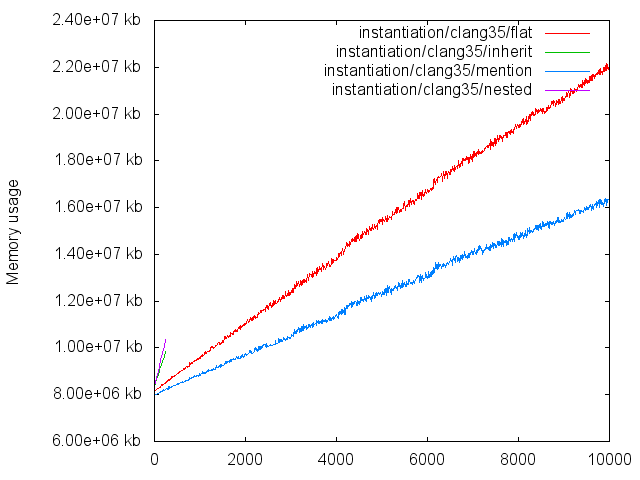 2.40e+07 kb
2.20e+07 kb
2.00e+07 kb
1.80e+07 kb
1.60e+07 kb
1.40e+07 kb
1.20e+07 kb
1.00e+07 kb
8.00e+06 kb
6.00e+06 kb
Memory usage
instantiation/clang35/flat
instantiation/clang35/inherit
instantiation/clang35/mention
instantiation/clang35/nested
0 2000 4000 6000 8000 10000